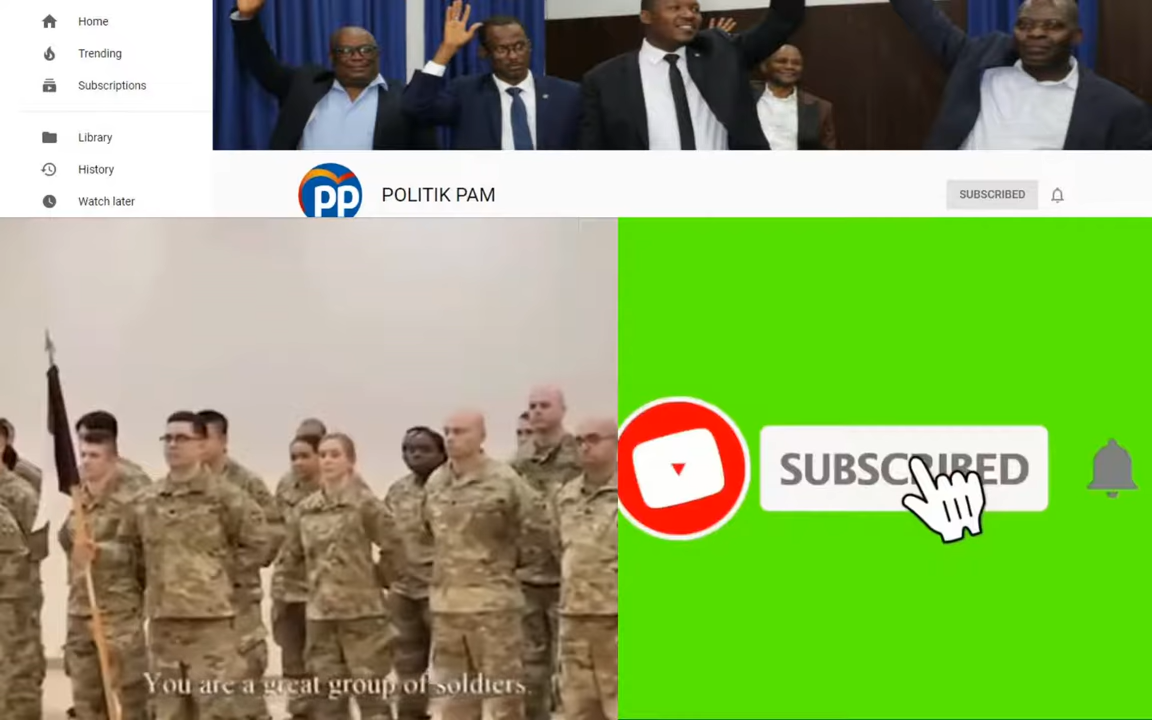 Home
Trending
Subscriptions
Library
History
Watch later
PP
POLITIK PAM
SUBSCRIBED
SUBSCRIBED
You are a great group of soldiers.